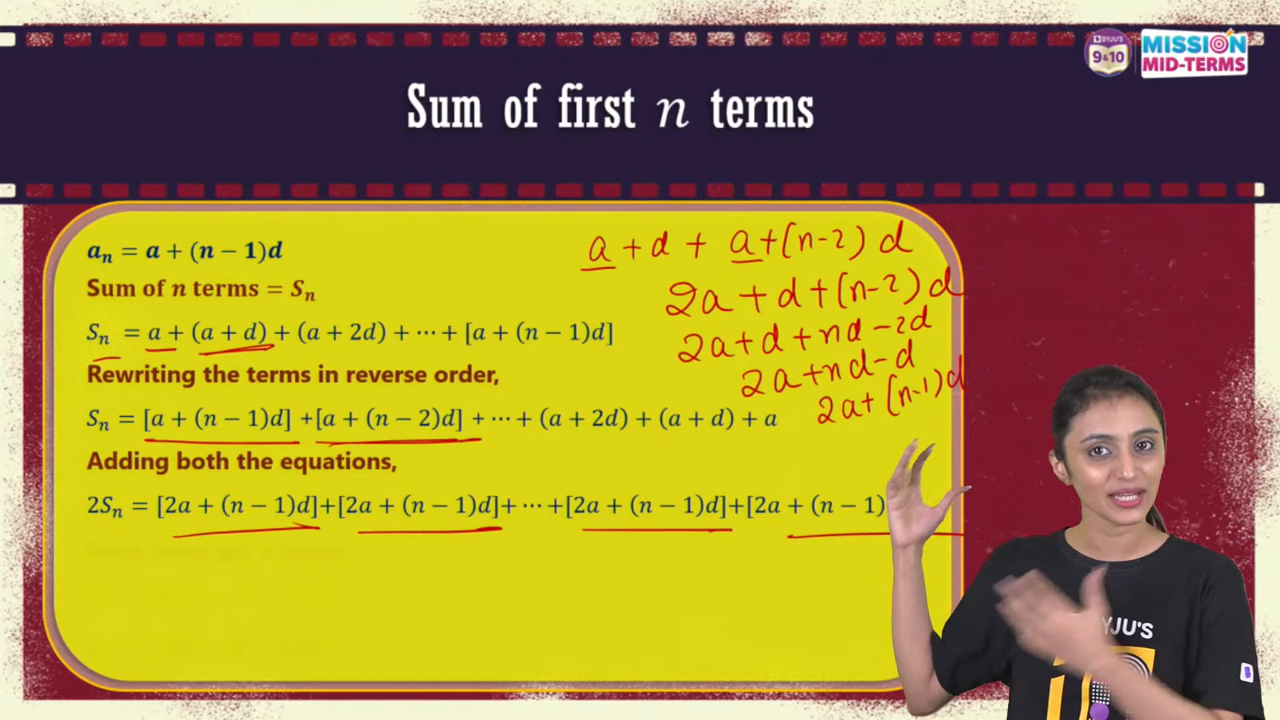 BYJU'S
9 & 10
MISSION
MID-TERMS
Sum of first n terms
aₙ = a + (n − 1)d
Sum of n terms = Sₙ
Sₙ = a + (a + d) + (a + 2d) + ⋯ + [a + (n − 1)d]
Rewriting the terms in reverse order,
Sₙ = [a + (n − 1)d] +[a + (n − 2)d] + ⋯ + (a + 2d) + (a + d) + a
Adding both the equations,
2Sₙ = [2a + (n − 1)d]+[2a + (n − 1)d]+ ⋯ +[2a + (n − 1)d]+[2a + (n − 1)
a + d + a+(n-2) d
2a + d +(n-2) d
2a+d + nd -2d
2a+nd-d
2a+ (n-1)d
YJU'S